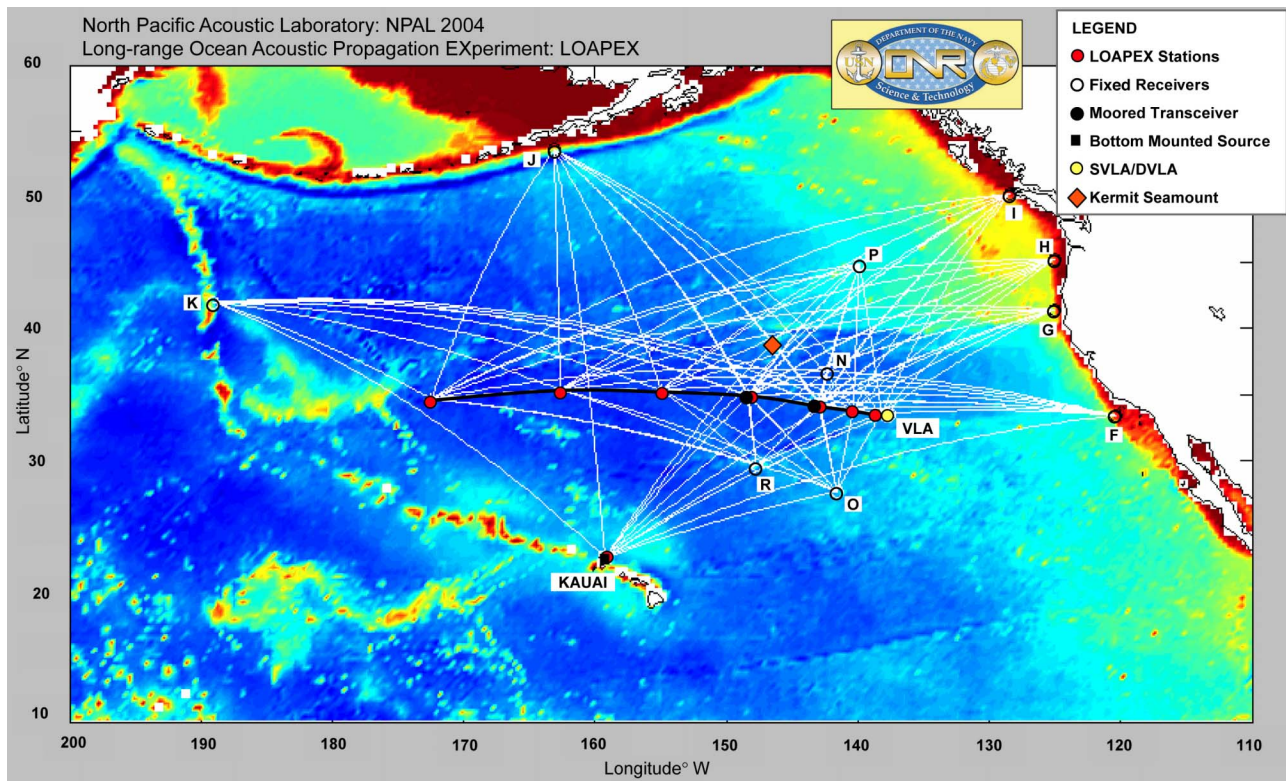 North Pacific Acoustic Laboratory: NPAL 2004
Long-range Ocean Acoustic Propagation EXperiment: LOAPEX
DEPARTMENT OF THE NAVY
USN
ONR
Science & Technology
LEGEND
LOAPEX Stations
Fixed Receivers
Moored Transceiver
Bottom Mounted Source
SVLA/DVLA
Kermit Seamount
60
50
40
30
20
10
Latitude° N
J
I
H
P
K
G
N
VLA
F
R
O
KAUAI
200
190
180
170
160
150
140
130
120
110
Longitude° W